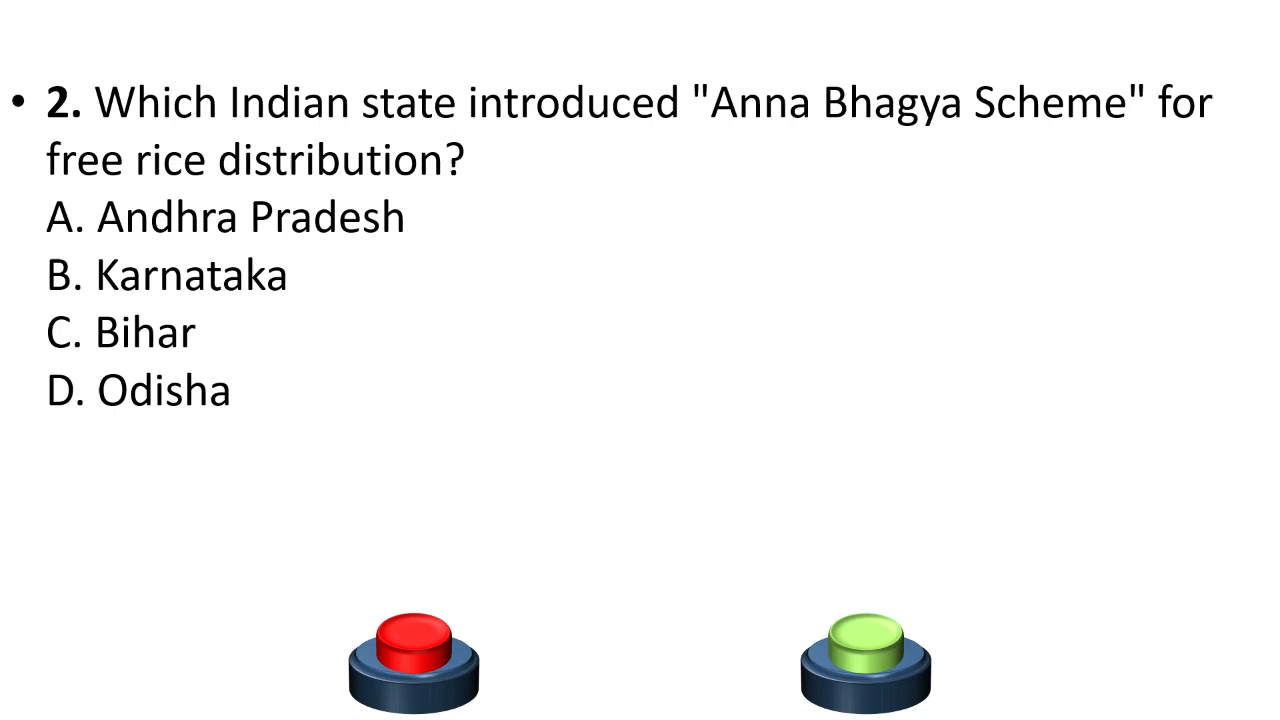 • 2. Which Indian state introduced "Anna Bhagya Scheme" for
free rice distribution?
A. Andhra Pradesh
B. Karnataka
C. Bihar
D. Odisha